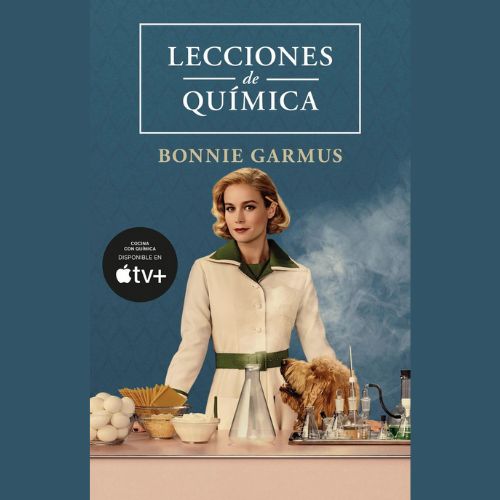 LECCIONES
de
QUÍMICA
BONNIE GARMUS
COCINA
CON QUÍMICA
DISPONIBLE EN
tv+